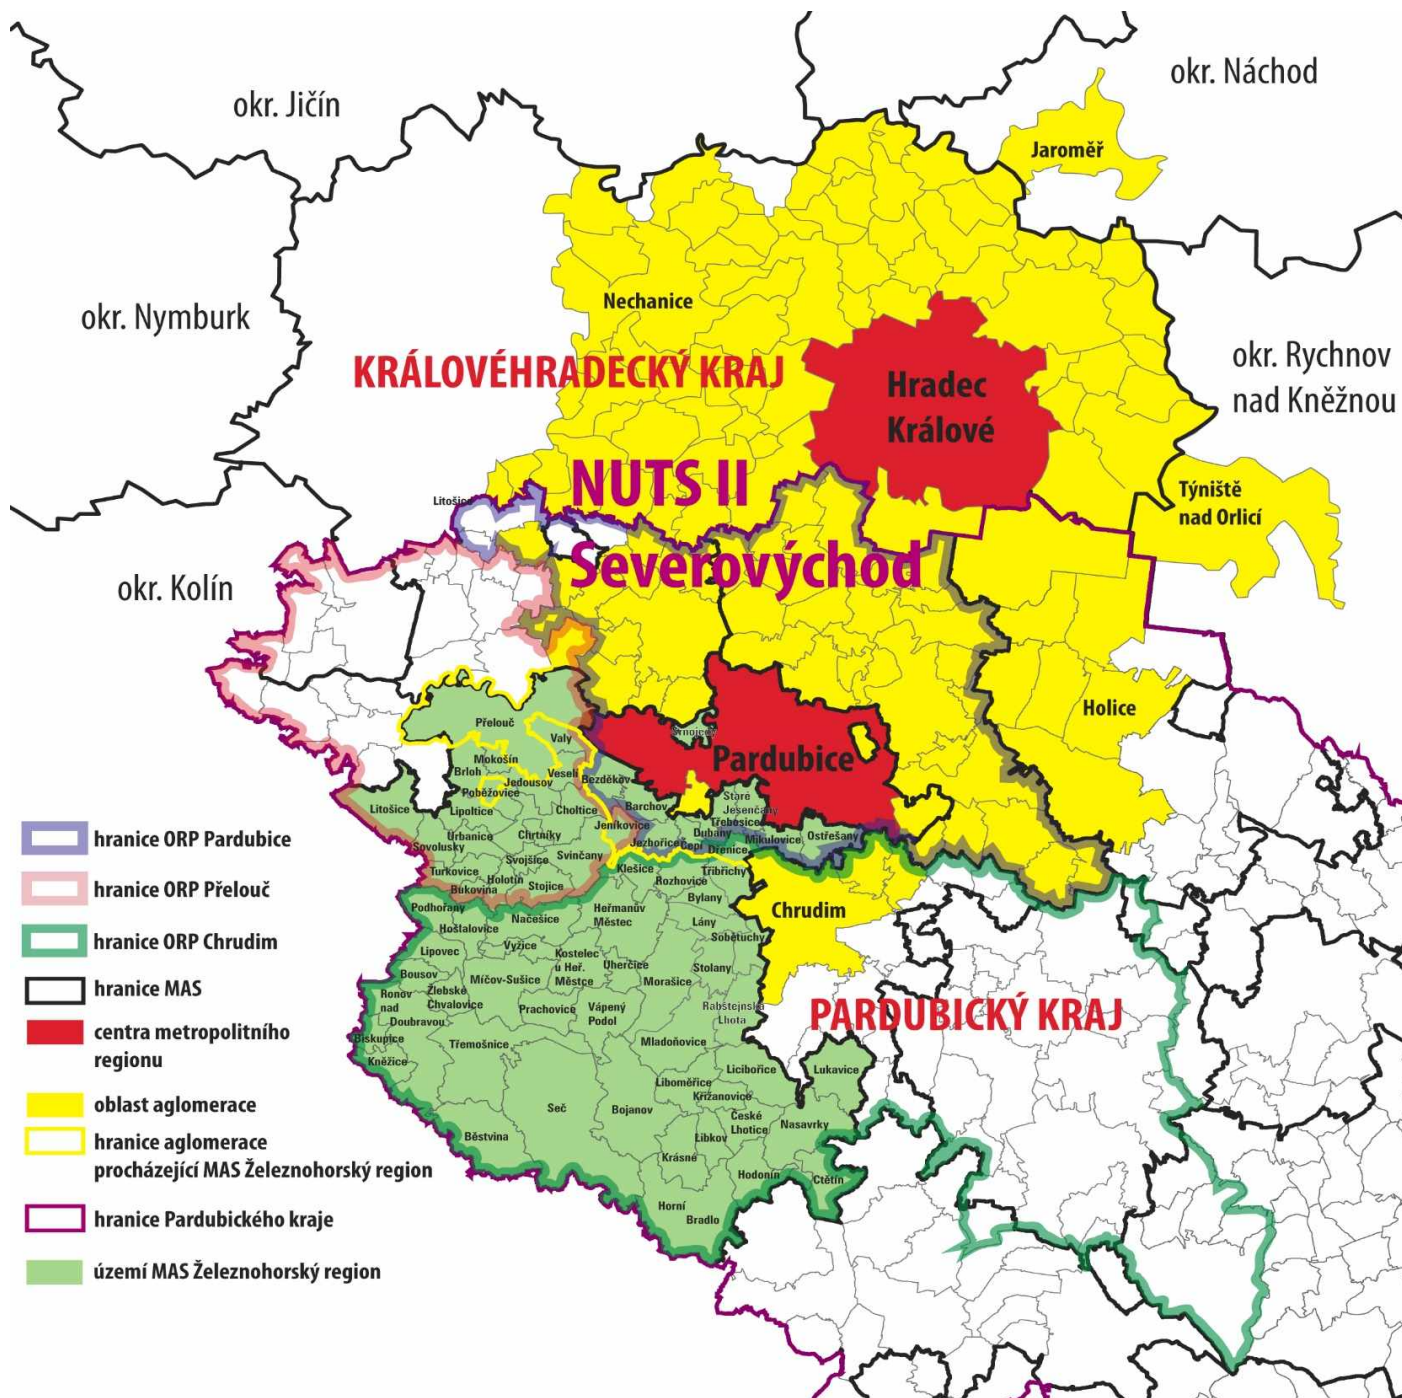 okr. Náchod
okr. Jičín
Jaroměř
okr. Nymburk
Nechanice
KRÁLOVÉHRADECKÝ KRAJ
okr. Rychnov
nad Kněžnou
Hradec
Králové
NUTS II
Litošice
Týniště
nad Orlicí
Severovýchod
okr. Kolín
Holice
Přelouč
Valy
Srnojedy
Pardubice
Mokošín
Brloh
Veselí
Jedousov
Bezděkov
Poběžovice
Litošice
Lipoltice
Choltice
Barchov
Staré
Jesenčany
Třebosice
Jeníkovice
Urbanice
Chrtníky
Dubany
Mikulovice
Ostřešany
Sovolusky
Jezbořice
Čepí
Dřenice
Svojšice
Svinčany
Turkovice
Holotín
Klešice
Třibřichy
Bukovina
Stojice
Rozhovice
Bylany
Podhořany
Načešice
Heřmanův
Městec
Lány
Chrudim
Hošťalovice
Sobětuchy
Lipovec
Vyžice
Kostelec
u Heř.
Městce
Úherčice
Stolany
Bousov
Míčov-Sušice
Morašice
Žlebské
Chvalovice
Ronov
nad
Doubravou
Prachovice
Vápený
Podol
Rabštejnská
Lhota
PARDUBICKÝ KRAJ
Biskupice
Třemošnice
Mladoňovice
Kněžice
Licibořice
Lukavice
Liboměřice
Křižanovice
Seč
Bojanov
České
Lhotice
Nasavrky
Běstvina
Libkov
Krásné
Hodonín
Ctětín
Horní
Bradlo
hranice ORP Pardubice
hranice ORP Přelouč
hranice ORP Chrudim
hranice MAS
centra metropolitního
regionu
oblast aglomerace
hranice aglomerace
procházející MAS Železnohorský region
hranice Pardubického kraje
území MAS Železnohorský region